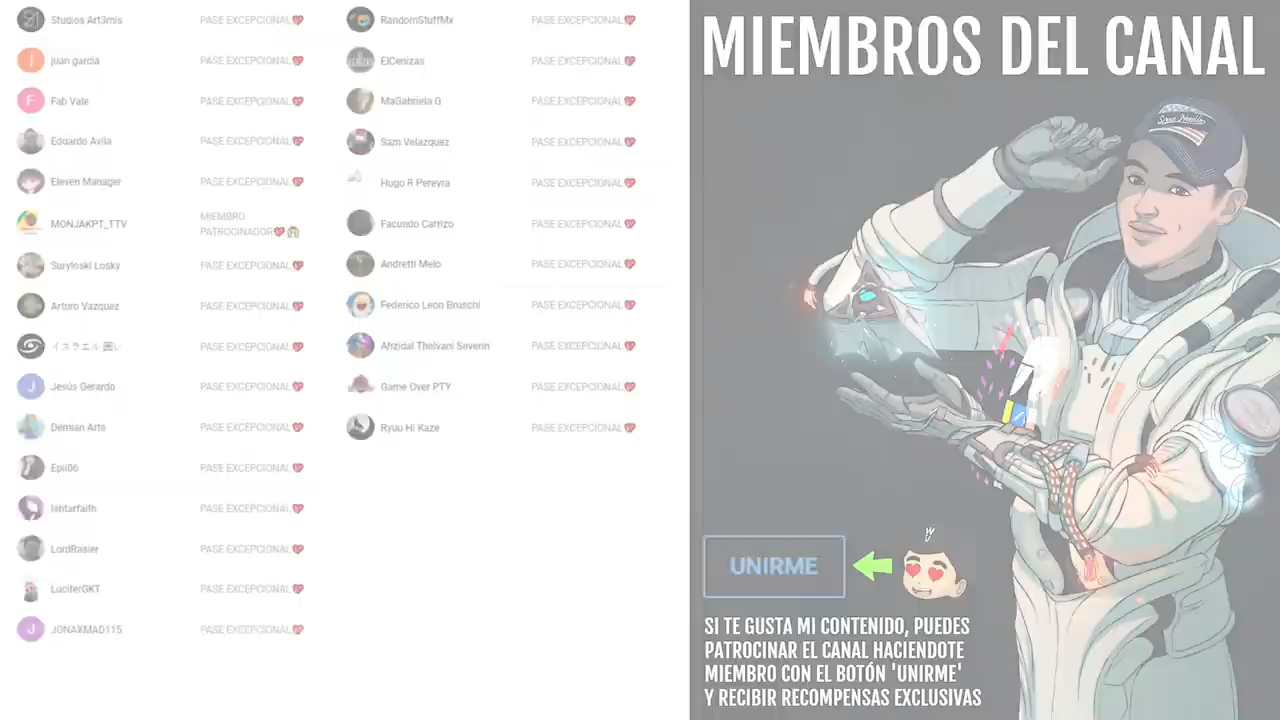 Studios Art3mis PASE EXCEPCIONAL
juan garcia PASE EXCEPCIONAL
Fab Vale PASE EXCEPCIONAL
Eduardo Avila PASE EXCEPCIONAL
Eleven Manager PASE EXCEPCIONAL
MONJAKPT_TTV MIEMBRO
PATROCINADOR
Suryloski Losky PASE EXCEPCIONAL
Arturo Vazquez PASE EXCEPCIONAL
イスラエル PASE EXCEPCIONAL
Jesús Gerardo PASE EXCEPCIONAL
Demian Arts PASE EXCEPCIONAL
Epii06 PASE EXCEPCIONAL
Ishtarfaith PASE EXCEPCIONAL
LordRasier PASE EXCEPCIONAL
LuciferGKT PASE EXCEPCIONAL
JONAXMAD115 PASE EXCEPCIONAL
RandomStuffMx PASE EXCEPCIONAL
ElCenizas PASE EXCEPCIONAL
MaGabriela G PASE EXCEPCIONAL
Sam Velazquez PASE EXCEPCIONAL
Hugo R Pereyra PASE EXCEPCIONAL
Facundo Carrizo PASE EXCEPCIONAL
Andretti Melo PASE EXCEPCIONAL
Federico Leon Bruschi PASE EXCEPCIONAL
Ahzidal Thelvani Severin PASE EXCEPCIONAL
Game Over PTY PASE EXCEPCIONAL
Ryuu Hi Kaze PASE EXCEPCIONAL
MIEMBROS DEL CANAL
UNIRME
SI TE GUSTA MI CONTENIDO, PUEDES
PATROCINAR EL CANAL HACIENDOTE
MIEMBRO CON EL BOTÓN 'UNIRME'
Y RECIBIR RECOMPENSAS EXCLUSIVAS